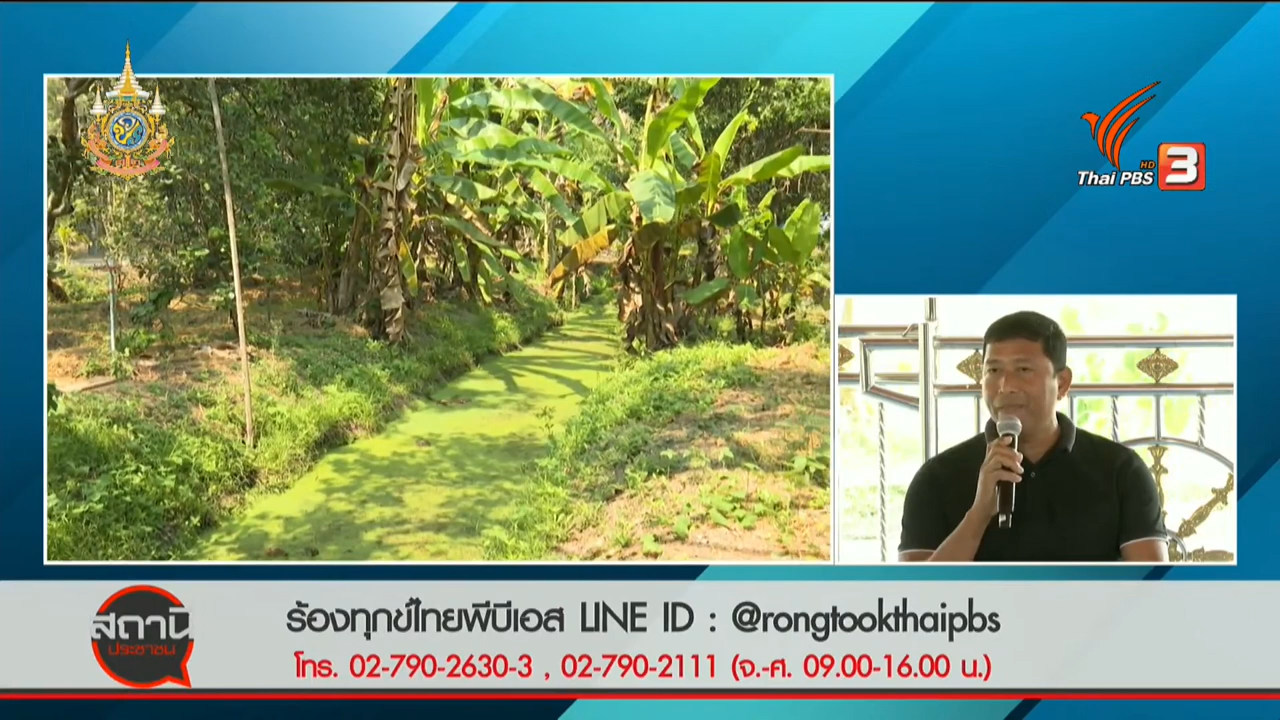 Thai PBS HD 3
สถานี
ประชาชน
ร้องทุกข์ไทยพีบีเอส LINE ID : @rongtookthaipbs
โทร. 02-790-2630-3 , 02-790-2111 (จ.-ศ. 09.00-16.00 น.)